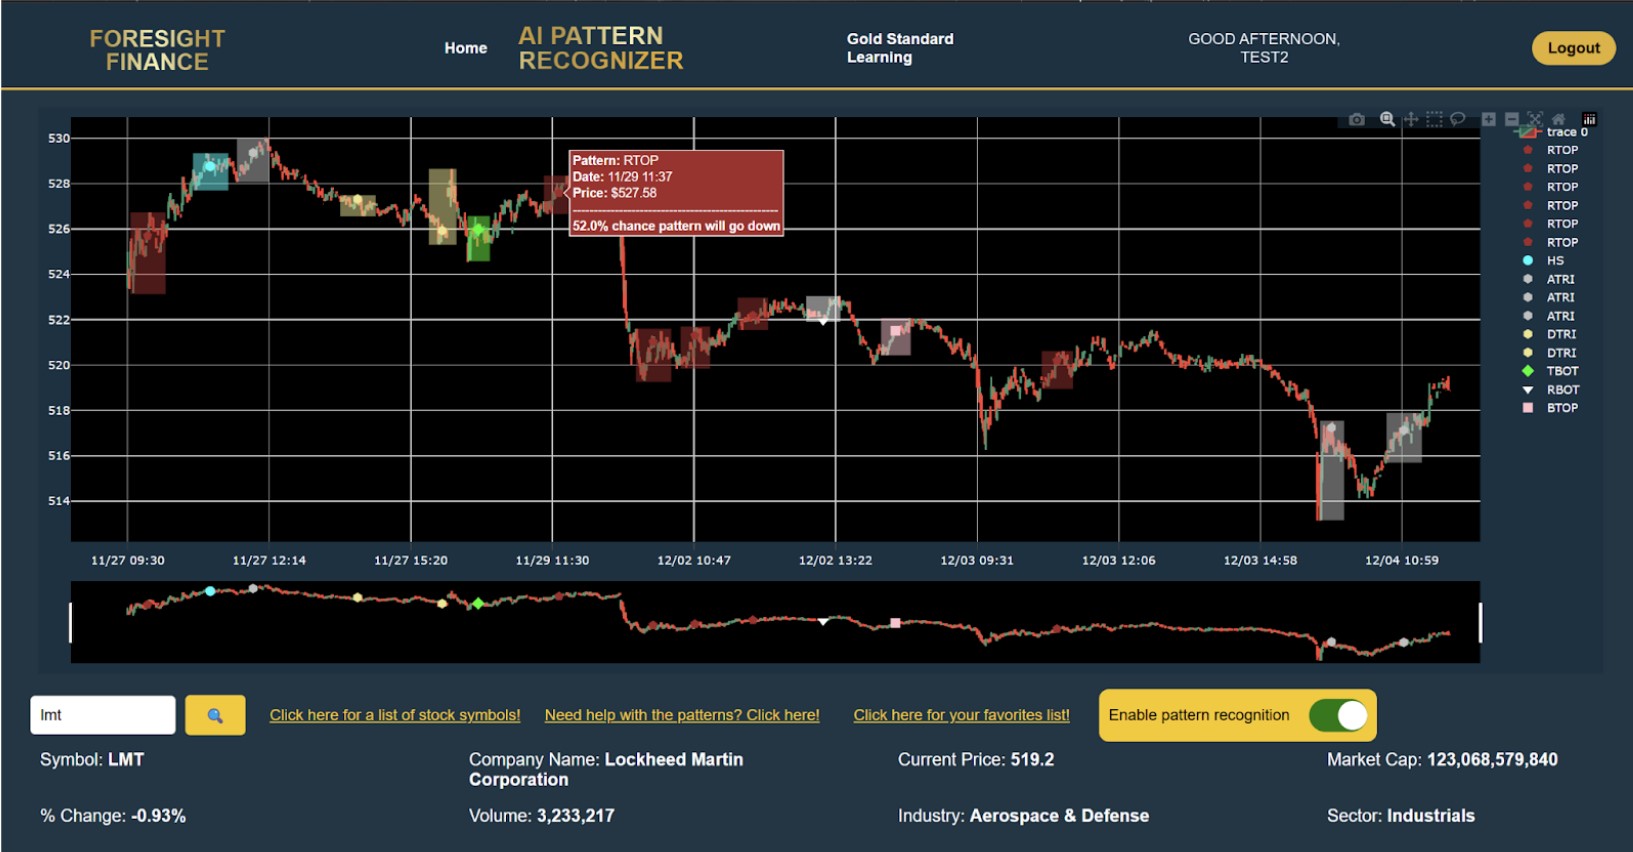 FORESIGHT
FINANCE
Home
AI PATTERN
RECOGNIZER
Gold Standard
Learning
GOOD AFTERNOON,
TEST2
Logout
530
528
526
524
522
520
518
516
514
Pattern: RTOP
Date: 11/29 11:37
Price: $527.58
--------------------------------------------------
52.0% chance pattern will go down
trace 0
RTOP
RTOP
RTOP
RTOP
RTOP
RTOP
HS
ATRI
ATRI
ATRI
DTRI
DTRI
TBOT
RBOT
BTOP
11/27 09:30
11/27 12:14
11/27 15:20
11/29 11:30
12/02 10:47
12/02 13:22
12/03 09:31
12/03 12:06
12/03 14:58
12/04 10:59
lmt
Click here for a list of stock symbols!
Need help with the patterns? Click here!
Click here for your favorites list!
Enable pattern recognition
Symbol: LMT
Company Name: Lockheed Martin
Corporation
Current Price: 519.2
Market Cap: 123,068,579,840
% Change: -0.93%
Volume: 3,233,217
Industry: Aerospace & Defense
Sector: Industrials